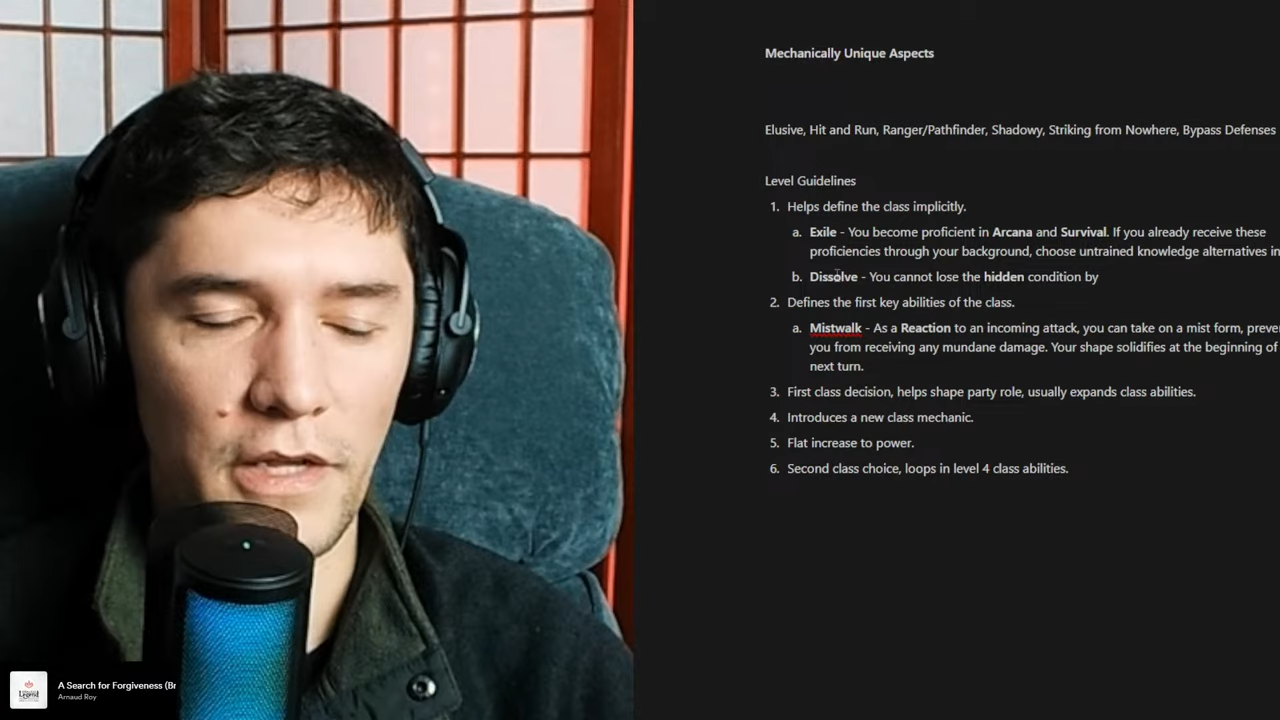 Mechanically Unique Aspects
Elusive, Hit and Run, Ranger/Pathfinder, Shadowy, Striking from Nowhere, Bypass Defenses
Level Guidelines
1. Helps define the class implicitly.
a. Exile - You become proficient in Arcana and Survival. If you already receive these
proficiencies through your background, choose untrained knowledge alternatives in
b. Dissolve - You cannot lose the hidden condition by
2. Defines the first key abilities of the class.
a. Mistwalk - As a Reaction to an incoming attack, you can take on a mist form, preve
you from receiving any mundane damage. Your shape solidifies at the beginning of
next turn.
3. First class decision, helps shape party role, usually expands class abilities.
4. Introduces a new class mechanic.
5. Flat increase to power.
6. Second class choice, loops in level 4 class abilities.
Legend
A Search for Forgiveness (Br
Arnaud Roy